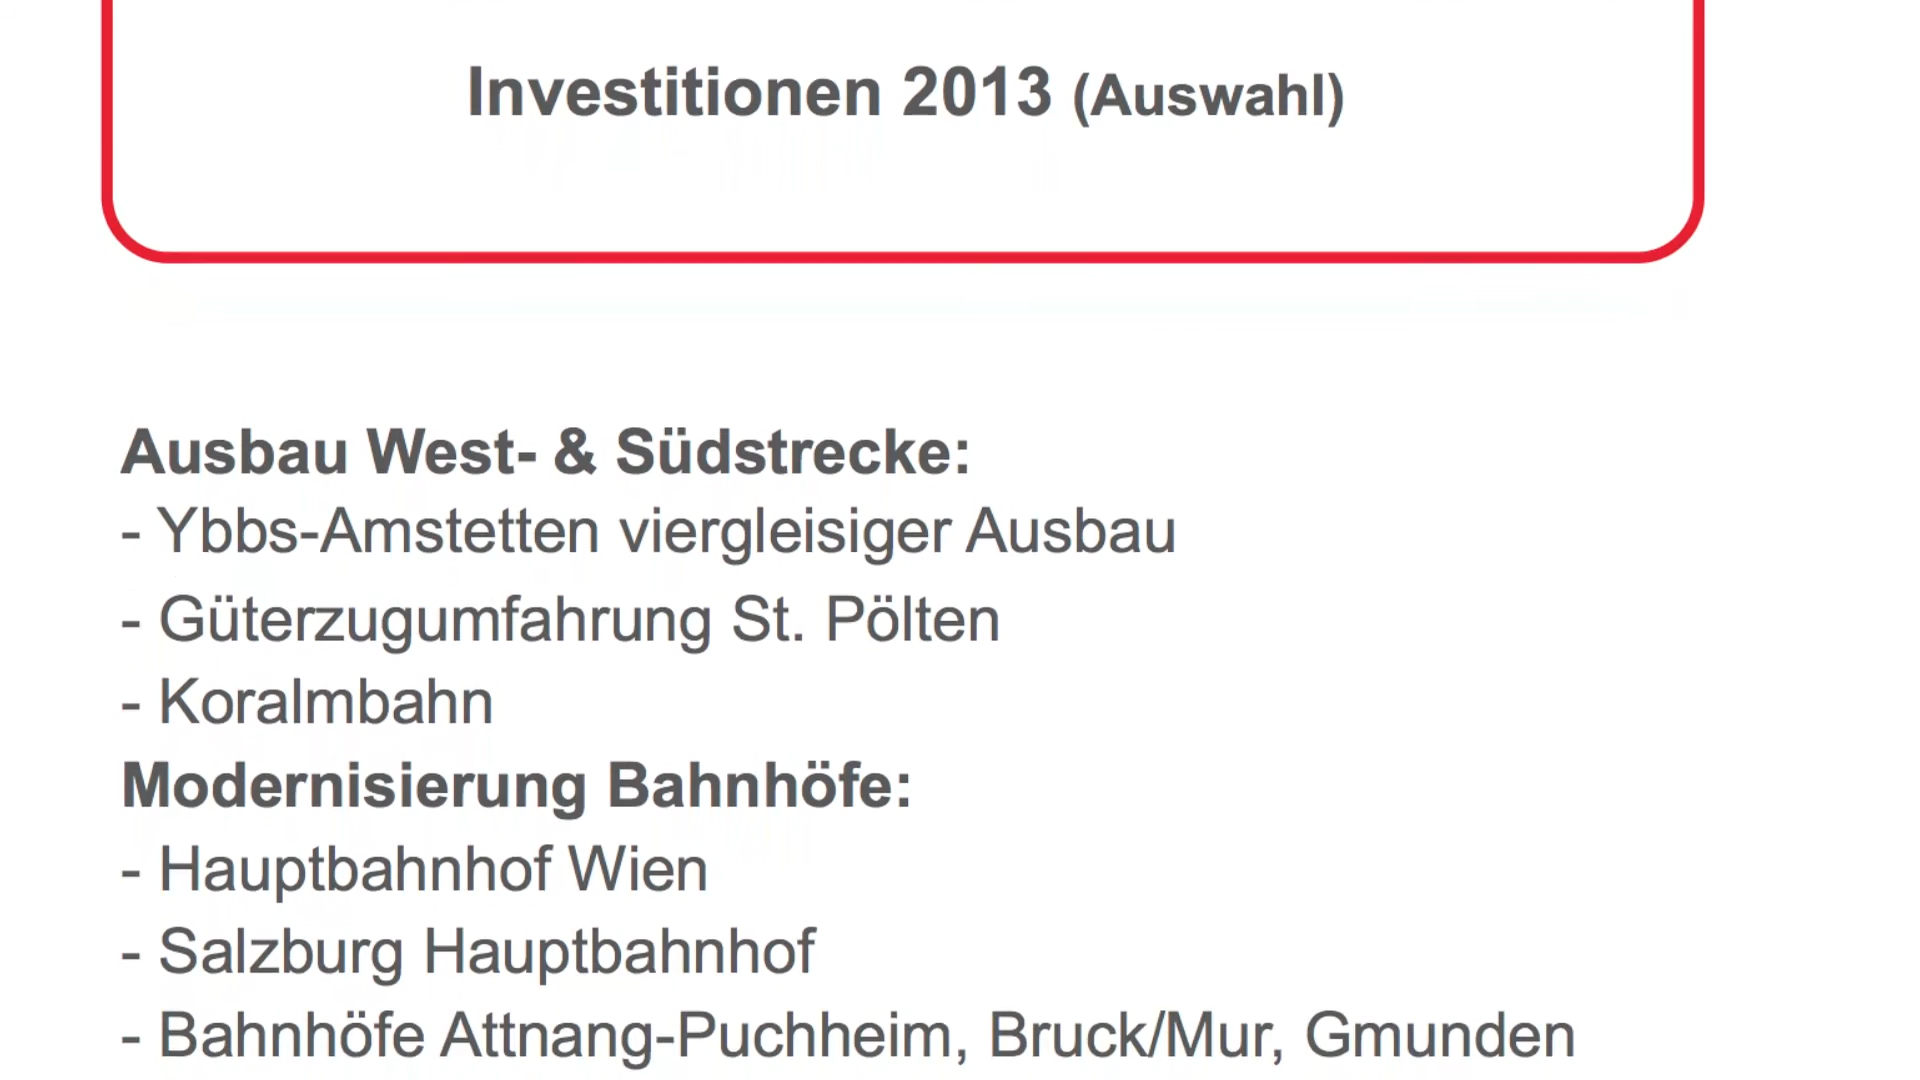 Investitionen 2013 (Auswahl)
Ausbau West- & Südstrecke:
- Ybbs-Amstetten viergleisiger Ausbau
- Güterzugumfahrung St. Pölten
- Koralmbahn
Modernisierung Bahnhöfe:
- Hauptbahnhof Wien
- Salzburg Hauptbahnhof
- Bahnhöfe Attnang-Puchheim, Bruck/Mur, Gmunden